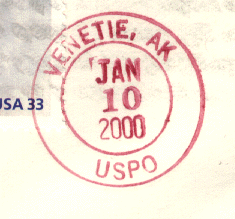 VENETIE, AK
JAN
10
2000
USPO
USA 33